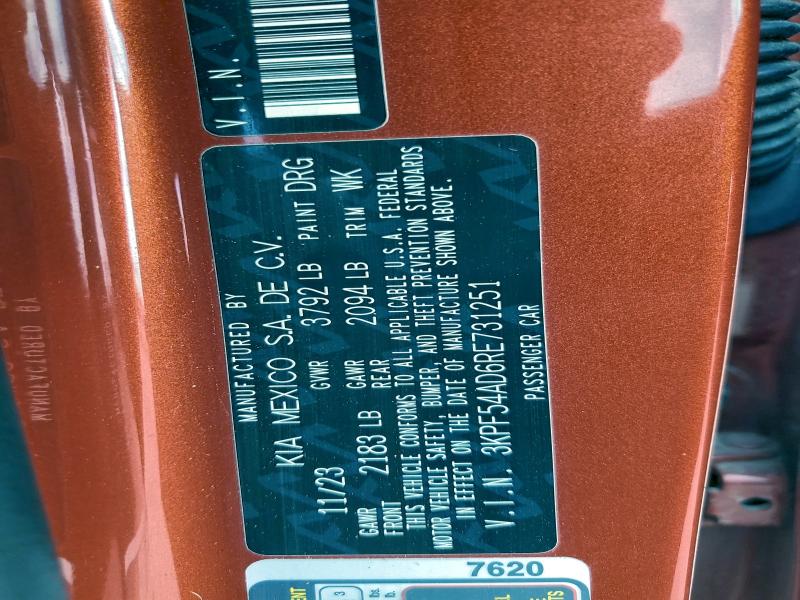 V.I.N.
MANUFACTURED BY
KIA MEXICO S.A. DE C.V.
11/23 GVWR 3792 LB PAINT DRG
GAWR FRONT 2183 LB GAWR REAR 2094 LB TRIM WK
THIS VEHICLE CONFORMS TO ALL APPLICABLE U.S.A. FEDERAL
MOTOR VEHICLE SAFETY, BUMPER, AND THEFT PREVENTION STANDARDS
IN EFFECT ON THE DATE OF MANUFACTURE SHOWN ABOVE.
V.I.N. 3KPF54AD6RE731251
PASSENGER CAR
7620
3